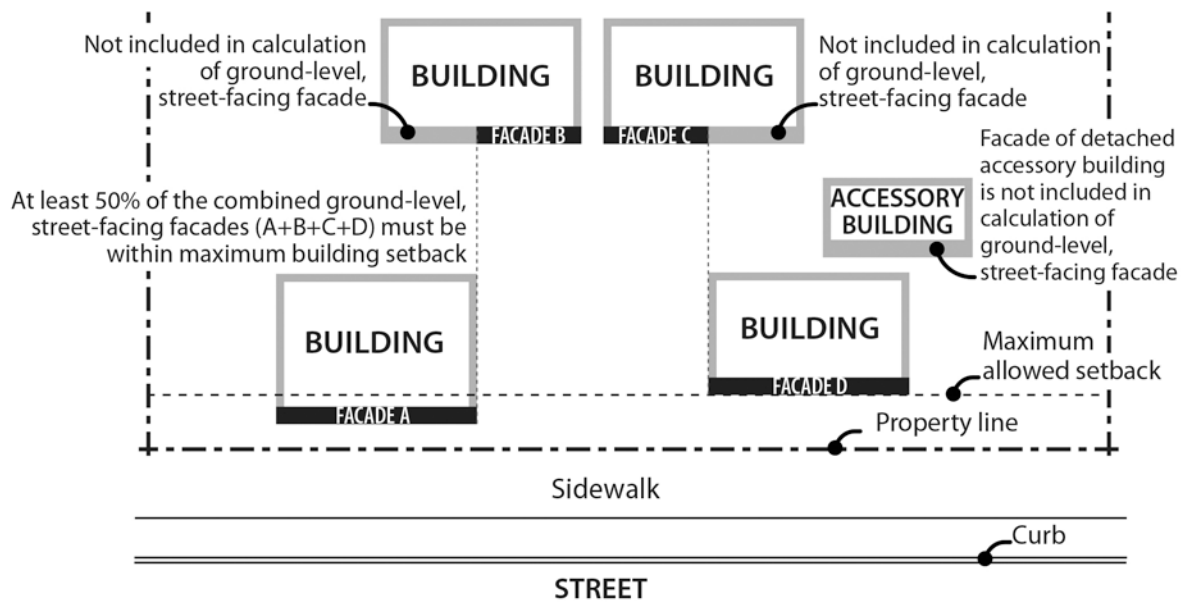 Not included in calculation
of ground-level,
street-facing facade
BUILDING
FACADE B
BUILDING
FACADE C
Not included in calculation
of ground-level,
street-facing facade
Facade of detached
accessory building
is not included in
calculation of
ground-level,
street-facing facade
ACCESSORY
BUILDING
At least 50% of the combined ground-level,
street-facing facades (A+B+C+D) must be
within maximum building setback
BUILDING
FACADE A
BUILDING
FACADE D
Maximum
allowed setback
Property line
Sidewalk
Curb
STREET